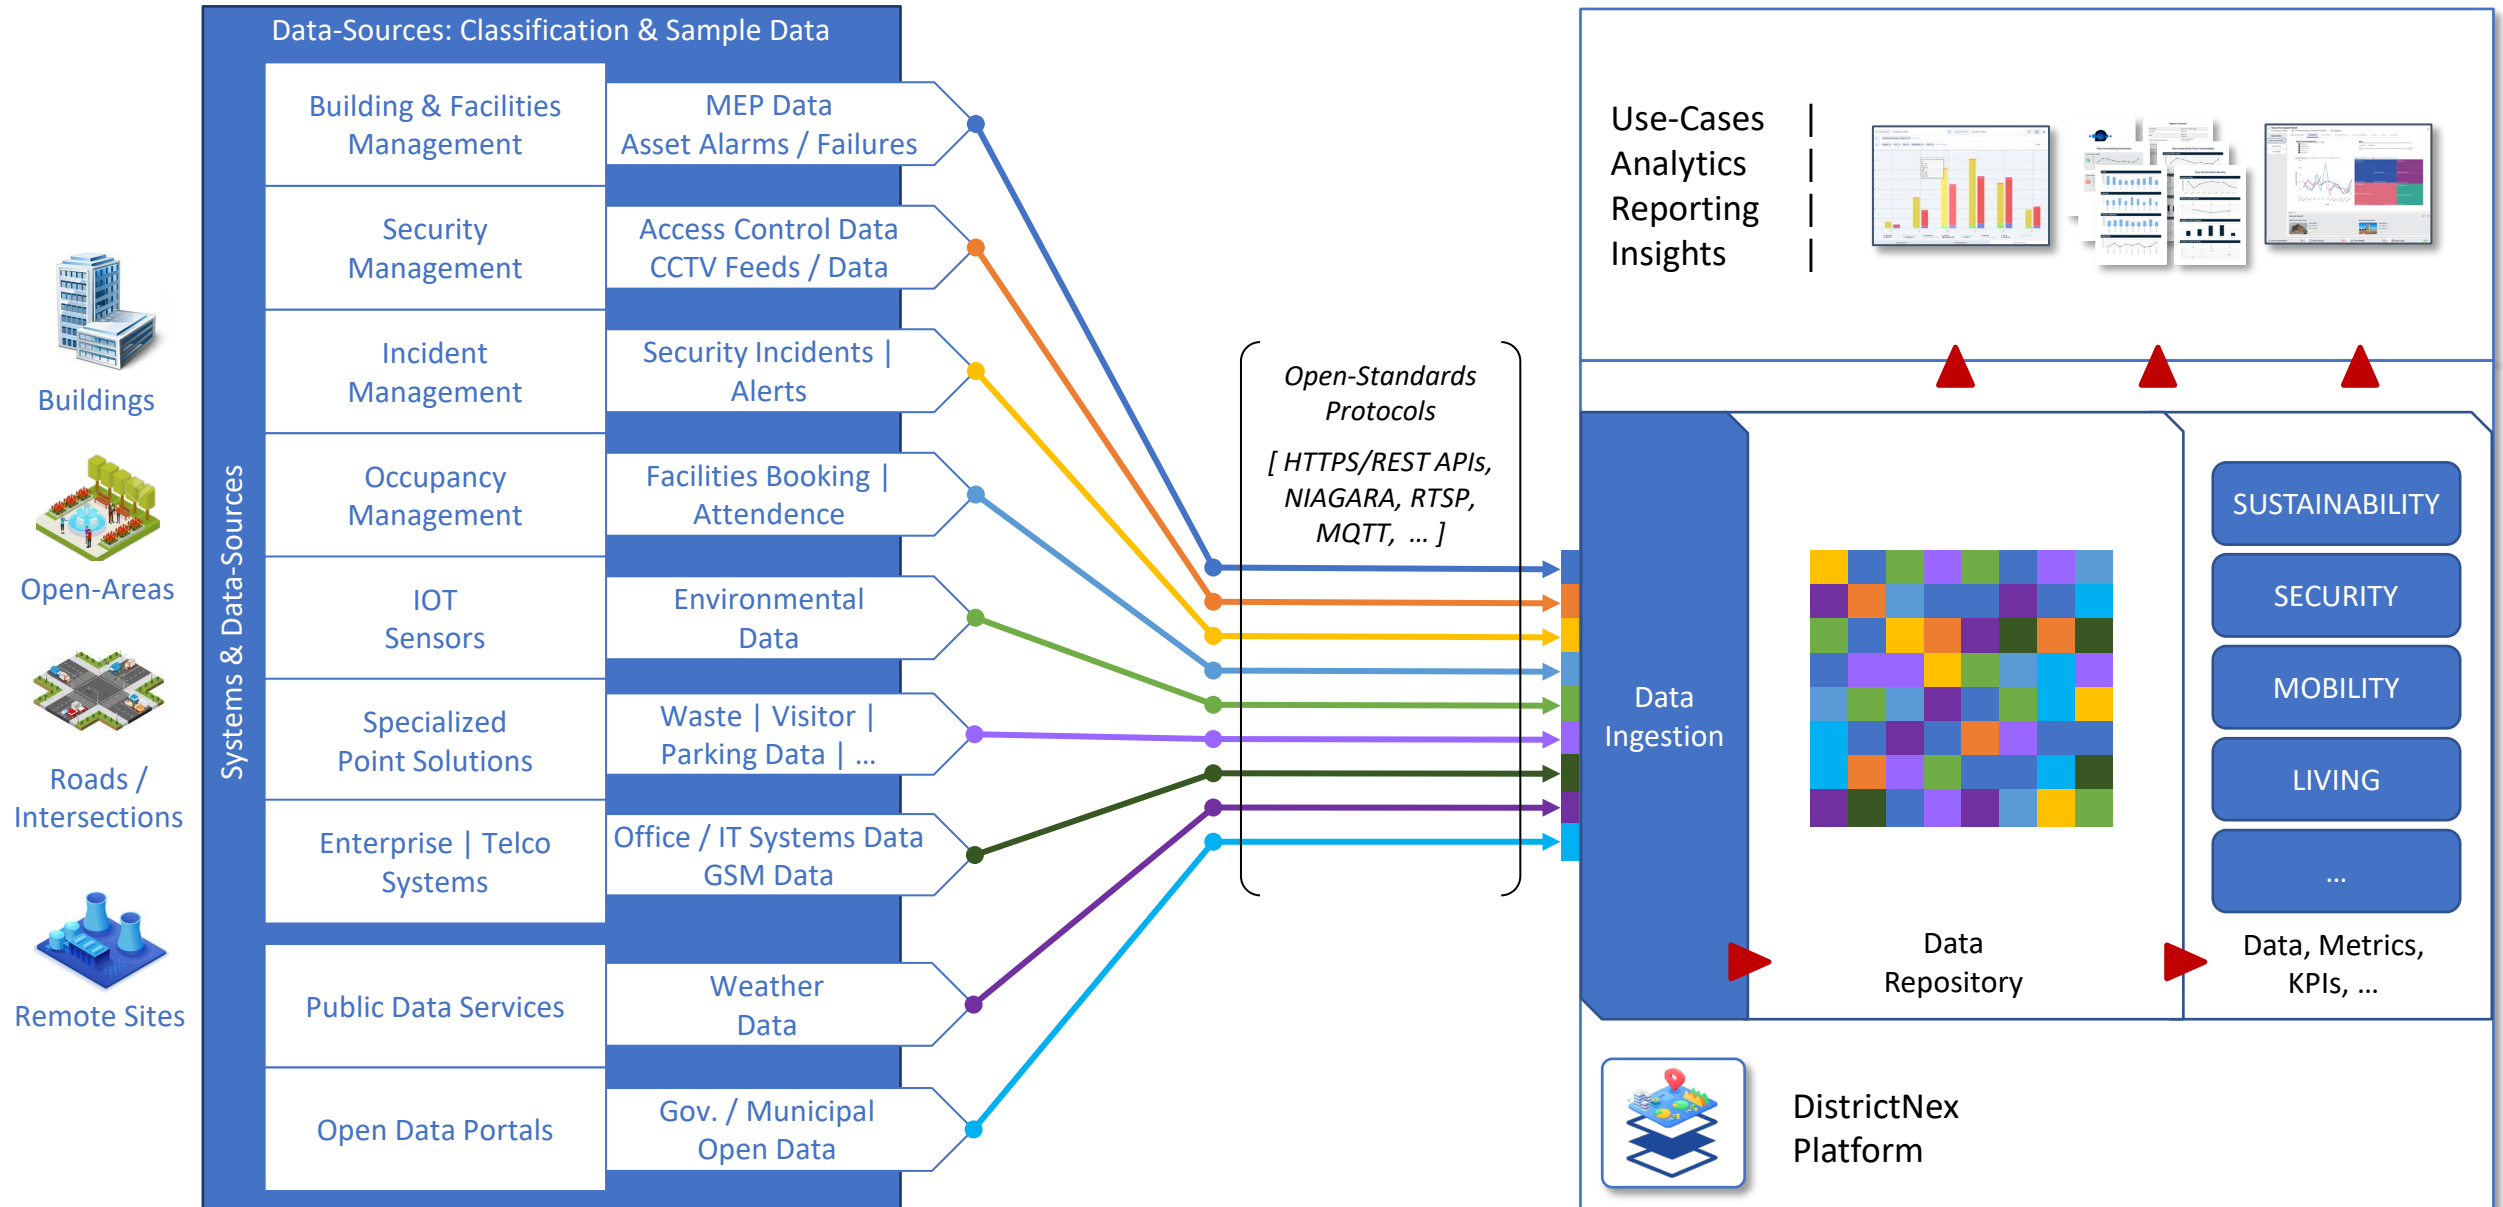 Data-Sources: Classification & Sample Data
Building & Facilities
Management
MEP Data
Asset Alarms / Failures
Security
Management
Access Control Data
CCTV Feeds / Data
Incident
Management
Security Incidents |
Alerts
Occupancy
Management
Facilities Booking |
Attendence
IOT
Sensors
Environmental
Data
Specialized
Point Solutions
Waste | Visitor |
Parking Data | ...
Enterprise | Telco
Systems
Office / IT Systems Data
GSM Data
Public Data Services
Weather
Data
Open Data Portals
Gov. / Municipal
Open Data
Systems & Data-Sources
Buildings
Open-Areas
Roads /
Intersections
Remote Sites
Open-Standards
Protocols
[ HTTPS/REST APIs,
NIAGARA, RTSP,
MQTT, ... ]
Use-Cases |
Analytics |
Reporting |
Insights |
Data
Ingestion
Data
Repository
SUSTAINABILITY
SECURITY
MOBILITY
LIVING
...
Data, Metrics,
KPIs, ...
DistrictNex
Platform